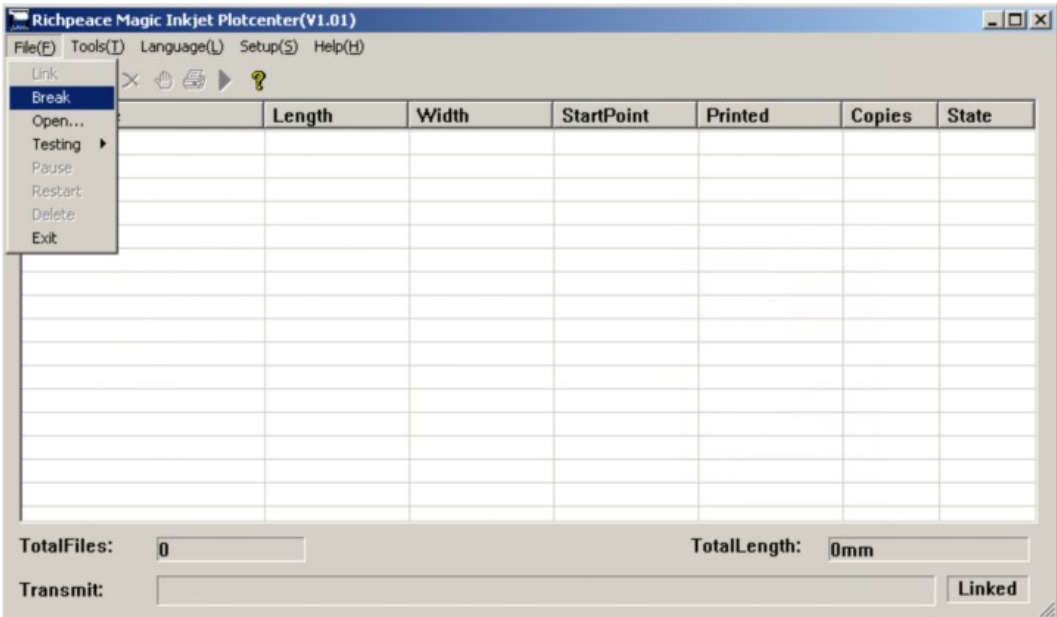 Richpeace Magic Inkjet Plotcenter(V1.01)
File(F) Tools(T) Language(L) Setup(S) Help(H)
Link
Break
Open...
Testing
Pause
Restart
Delete
Exit
Length Width StartPoint Printed Copies State
TotalFiles: 0 TotalLength: 0mm
Transmit: Linked